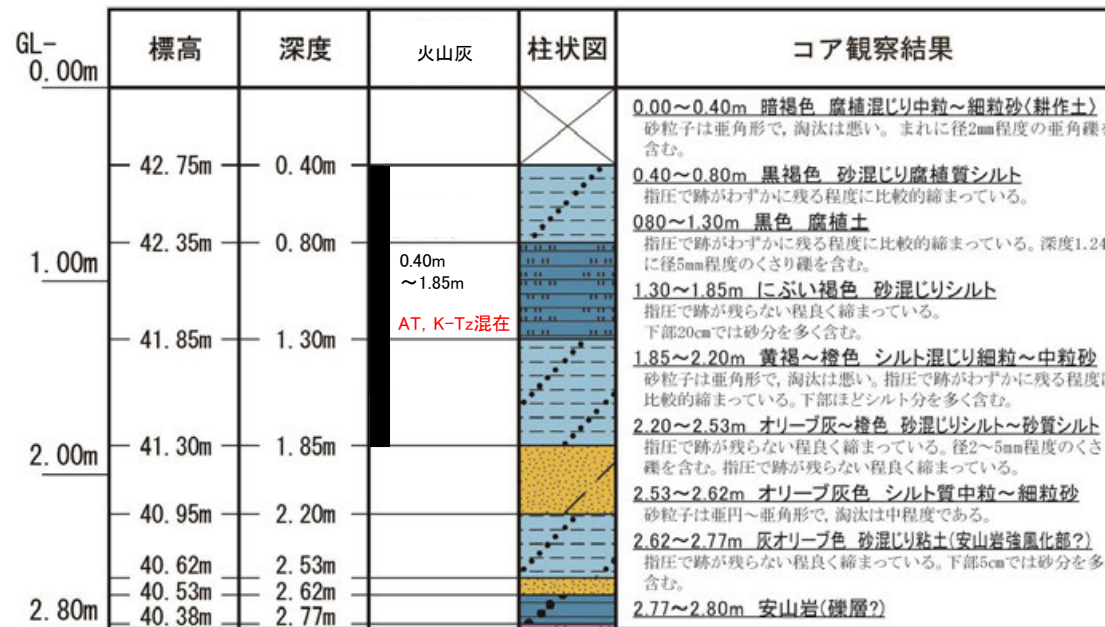 GL-
0.00m
標高
深度
火山灰
柱状図
コア観察結果
0.00～0.40m 暗褐色 腐植混じり中粒～細粒砂(耕作土)
砂粒子は亜角形で, 淘汰は悪い。まれに径2mm程度の亜角礫を
含む。
42.75m
0.40m
0.40～0.80m 黒褐色 砂混じり腐植質シルト
指圧で跡がわずかに残る程度に比較的締まっている。
42.35m
0.80m
080～1.30m 黒色 腐植土
指圧で跡がわずかに残る程度に比較的締まっている。深度1.24
に径5mm程度のくさり礫を含む。
1.00m
0.40m
～1.85m
AT, K-Tz混在
1.30～1.85m にぶい褐色 砂混じりシルト
指圧で跡が残らない程良く締まっている。
下部20cmでは砂分を多く含む。
41.85m
1.30m
1.85～2.20m 黄褐～橙色 シルト混じり細粒～中粒砂
砂粒子は亜角形で, 淘汰は悪い。指圧で跡がわずかに残る程度に
比較的締まっている。下部ほどシルト分を多く含む。
41.30m
1.85m
2.00m
2.20～2.53m オリーブ灰～橙色 砂混じりシルト～砂質シルト
指圧で跡が残らない程良く締まっている。径2～5mm程度のくさ
礫を含む。指圧で跡が残らない程良く締まっている。
40.95m
2.20m
2.53～2.62m オリーブ灰色 シルト質中粒～細粒砂
砂粒子は亜円～亜角形で, 淘汰は中程度である。
40.62m
2.53m
2.62～2.77m 灰オリーブ色 砂混じり粘土(安山岩強風化部?)
指圧で跡が残らない程良く締まっている。下部5cmでは砂分を多
含む。
40.53m
2.62m
2.80m
40.38m
2.77m
2.77～2.80m 安山岩(礫層?)